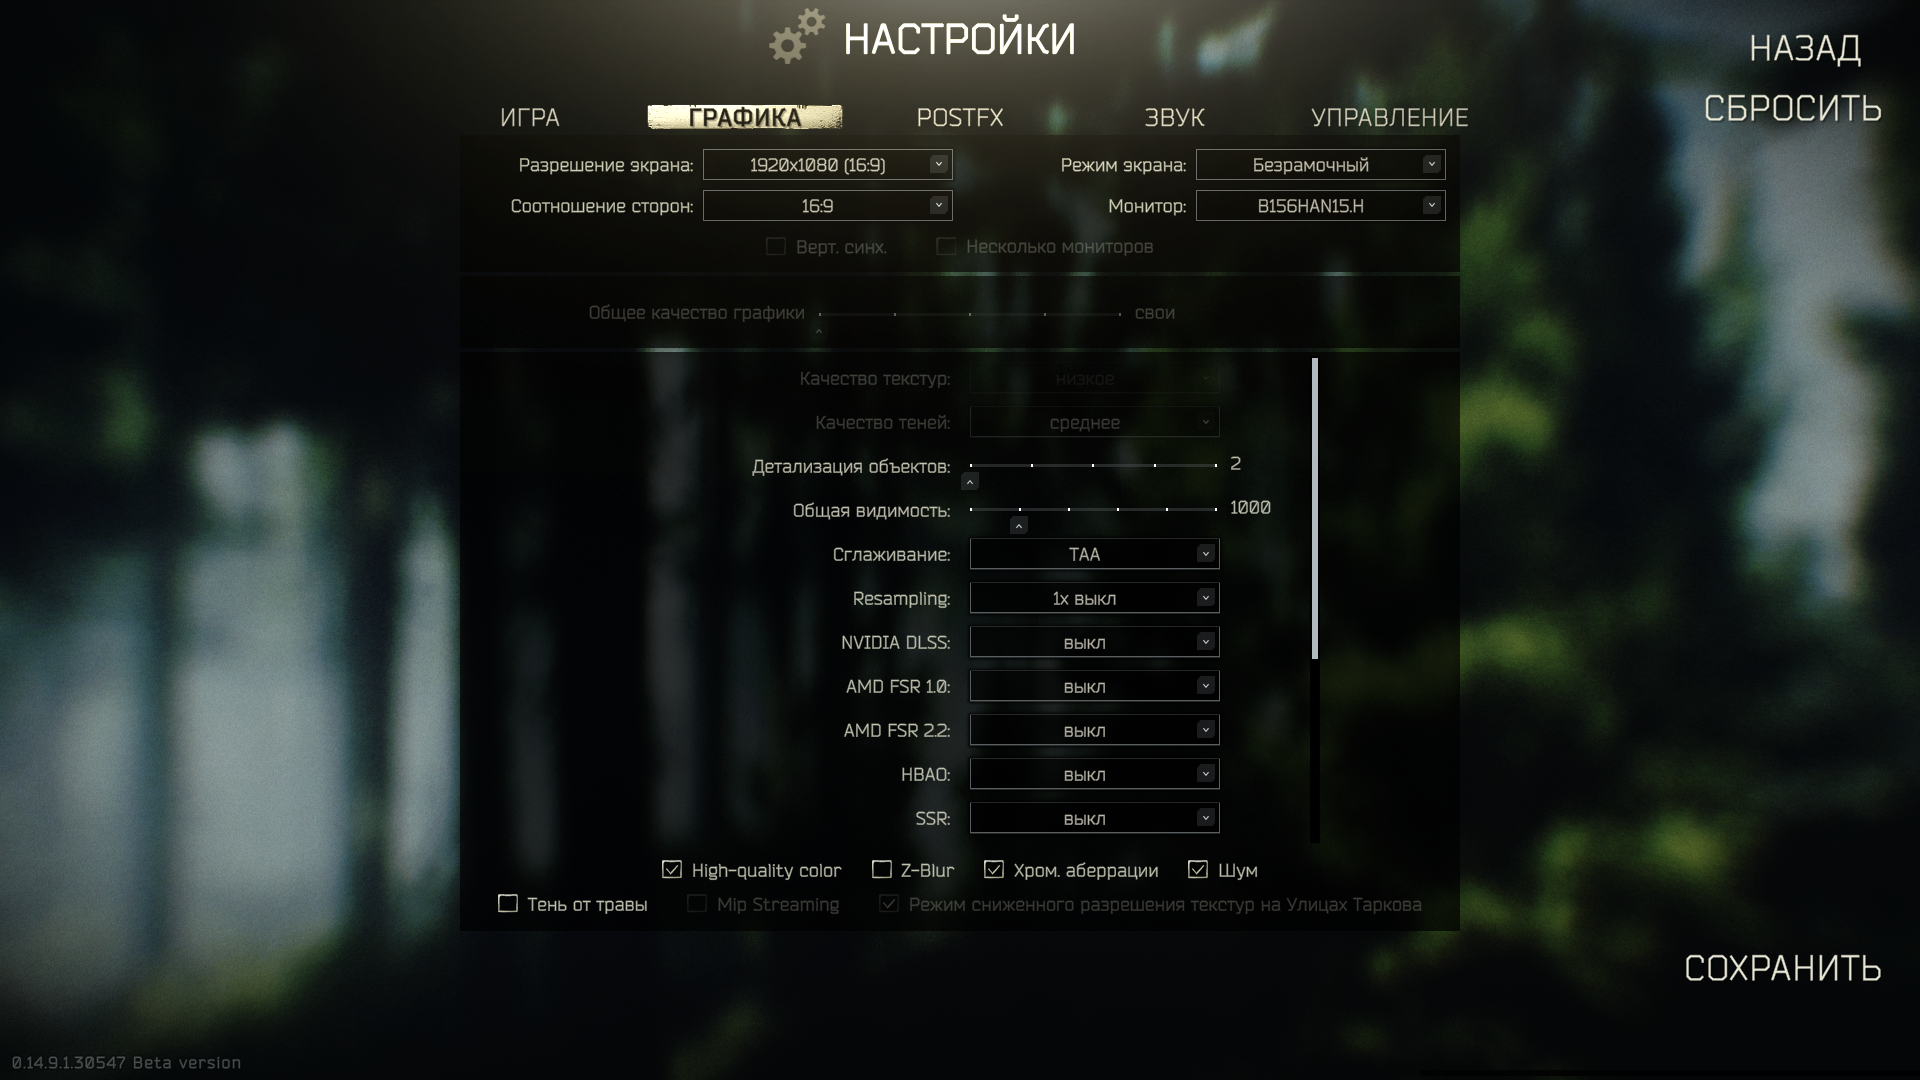 НАСТРОЙКИ
НАЗАД
СБРОСИТЬ
ИГРА ГРАФИКА POSTFX ЗВУК УПРАВЛЕНИЕ
Разрешение экрана: 1920x1080 (16:9) Режим экрана: Безрамочный
Соотношение сторон: 16:9 Монитор: B156HAN15.H
Верт. синх. Несколько мониторов
Общее качество графики свои
Качество текстур: низкое
Качество теней: среднее
Детализация объектов: 2
Общая видимость: 1000
Сглаживание: TAA
Resampling: 1x выкл
NVIDIA DLSS: выкл
AMD FSR 1.0: выкл
AMD FSR 2.2: выкл
HBAO: выкл
SSR: выкл
High-quality color Z-Blur Хром. аберрации Шум
Тень от травы Mip Streaming Режим сниженного разрешения текстур на Улицах Таркова
СОХРАНИТЬ
0.14.9.1.30547 Beta version